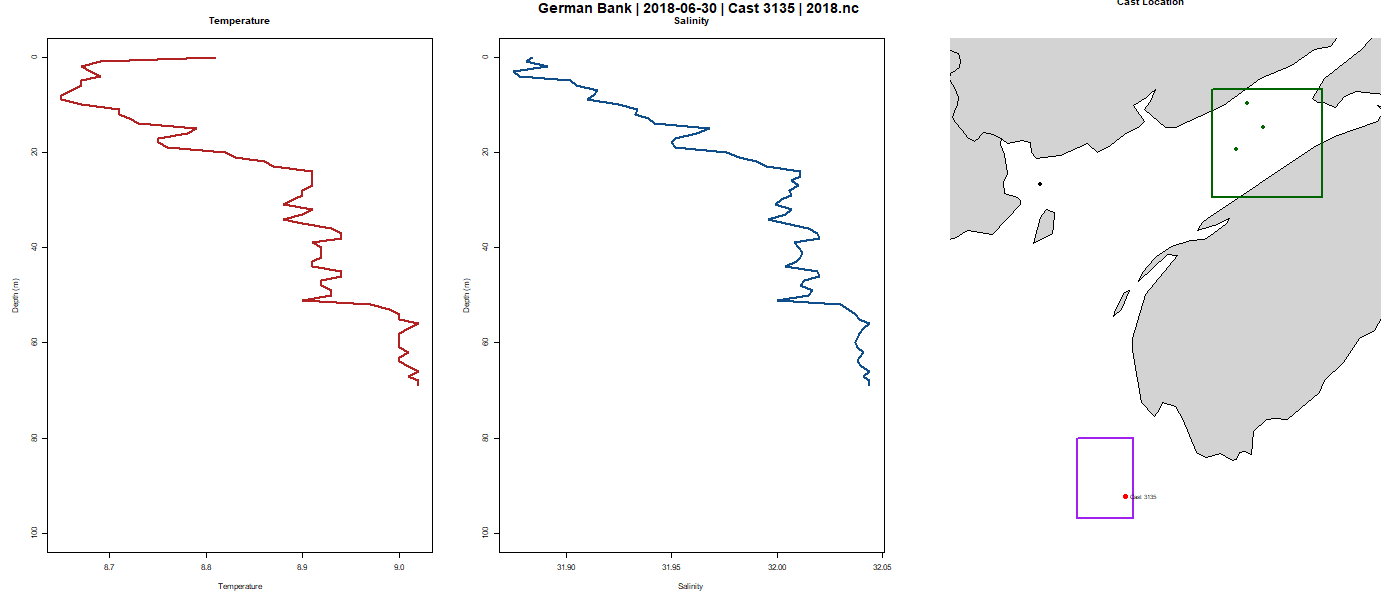 German Bank | 2018-06-30 | Cast 3135 | 2018.nc
Temperature
Salinity
Cast Location
0
20
40
60
80
100
Depth (m)
8.7
8.8
8.9
9.0
Temperature
0
20
40
60
80
100
Depth (m)
31.90
31.95
32.00
32.05
Salinity
Cast 3135